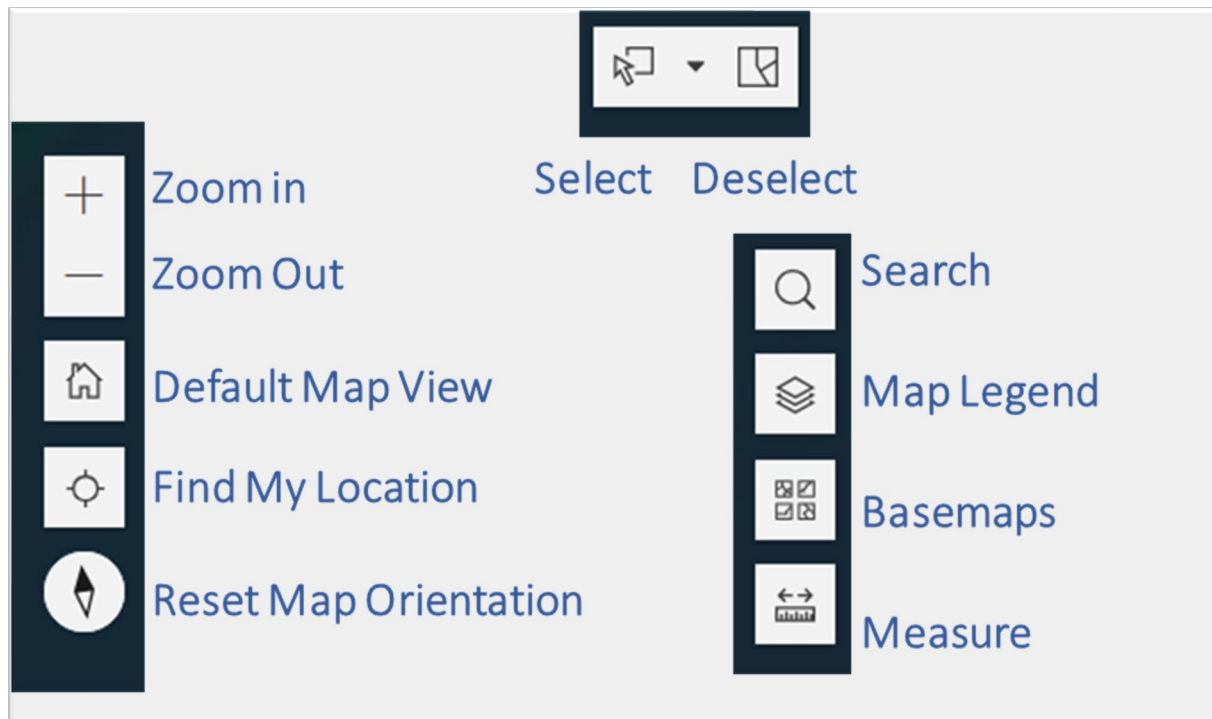 Select Deselect
Zoom in
Zoom Out
Default Map View
Find My Location
Reset Map Orientation
Search
Map Legend
Basemaps
Measure